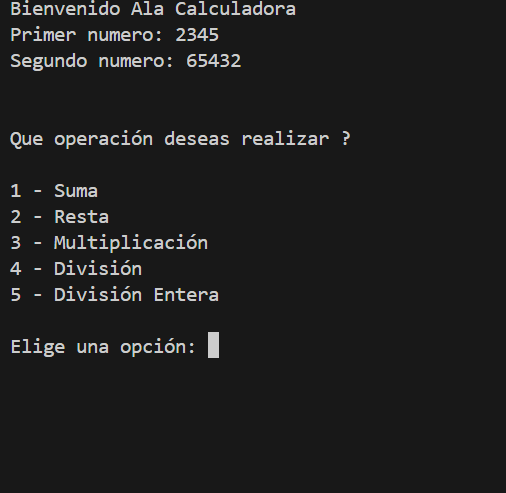 Bienvenido Ala Calculadora
Primer numero: 2345
Segundo numero: 65432
Que operación deseas realizar ?
1 - Suma
2 - Resta
3 - Multiplicación
4 - División
5 - División Entera
Elige una opción: